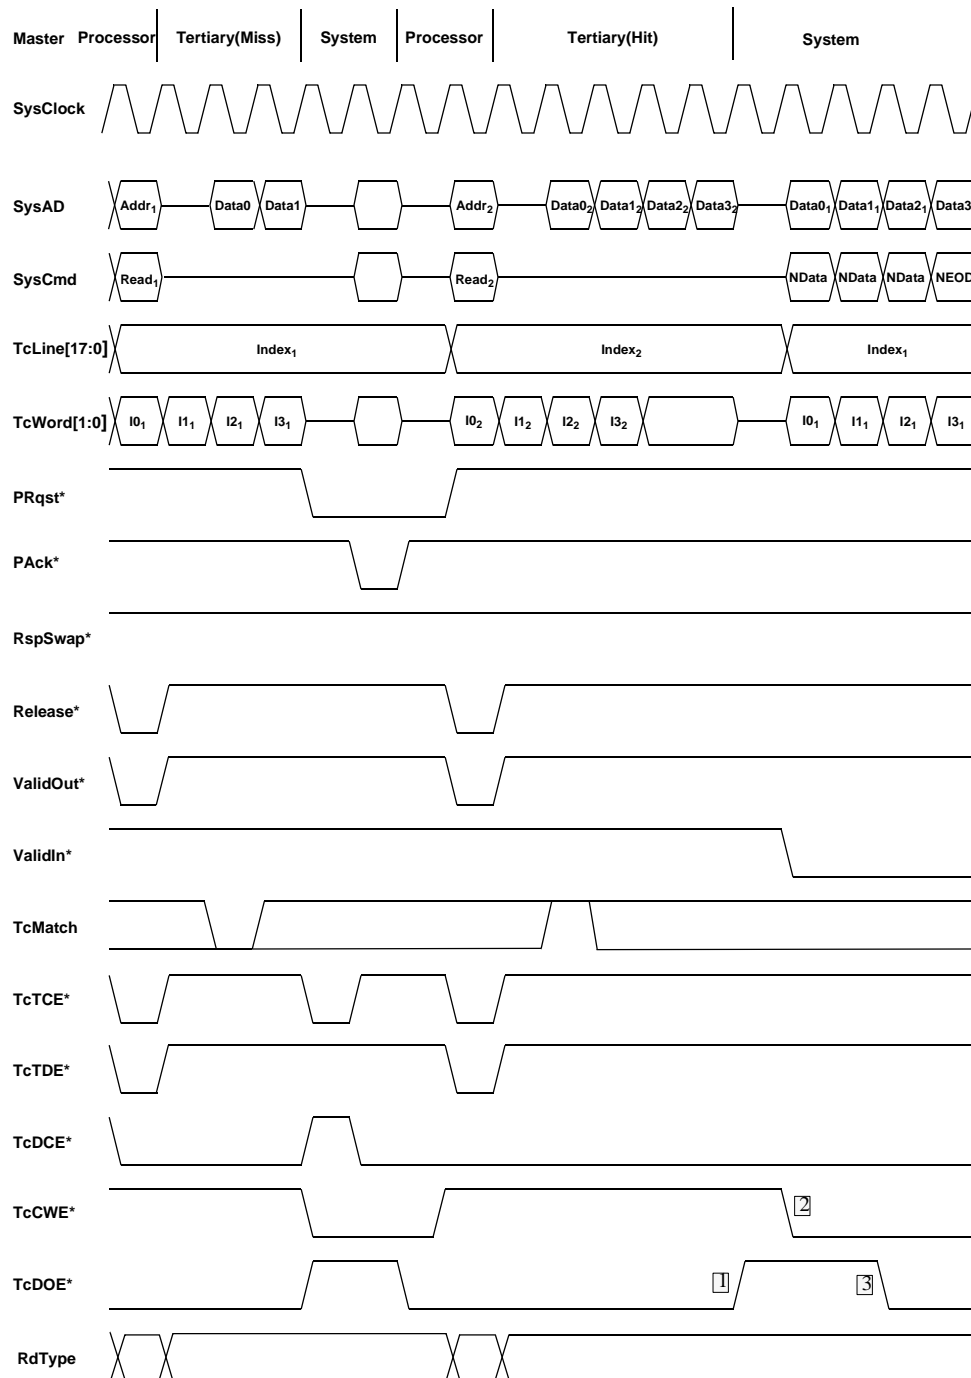 Master Processor Tertiary(Miss) System Processor Tertiary(Hit) System
SysClock
SysAD Addr1 Data0 Data1 Addr2 Data02 Data12 Data22 Data32 Data01 Data11 Data21 Data3
SysCmd Read1 Read2 NData NData NData NEOD
TcLine[17:0] Index1 Index2 Index1
TcWord[1:0] I01 I11 I21 I31 I02 I12 I22 I32 I01 I11 I21 I31
PRqst*
PAck*
RspSwap*
Release*
ValidOut*
ValidIn*
TcMatch
TcTCE*
TcTDE*
TcDCE*
TcCWE* 2
TcDOE* 1 3
RdType